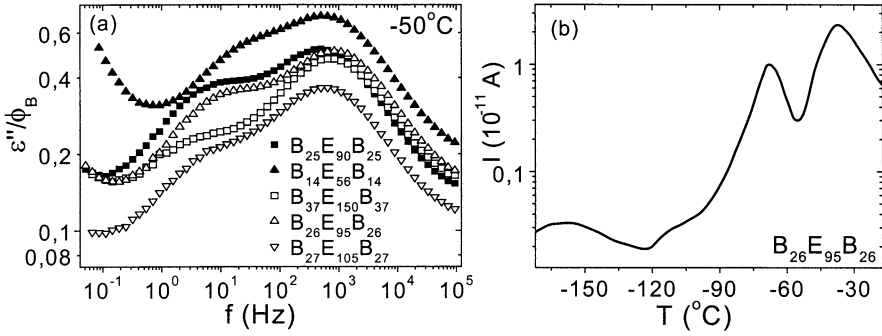 (a)
-50°C
0,6
0,4
0,2
0,1
0,08
ε''/ϕ_B
B₂₅E₉₀B₂₅
B₁₄E₅₆B₁₄
B₃₇E₁₅₀B₃₇
B₂₆E₉₅B₂₆
B₂₇E₁₀₅B₂₇
10⁻¹ 10⁰ 10¹ 10² 10³ 10⁴ 10⁵
f (Hz)
(b)
1
0,1
I (10⁻¹¹ A)
B₂₆E₉₅B₂₆
-150 -120 -90 -60 -30
T (°C)